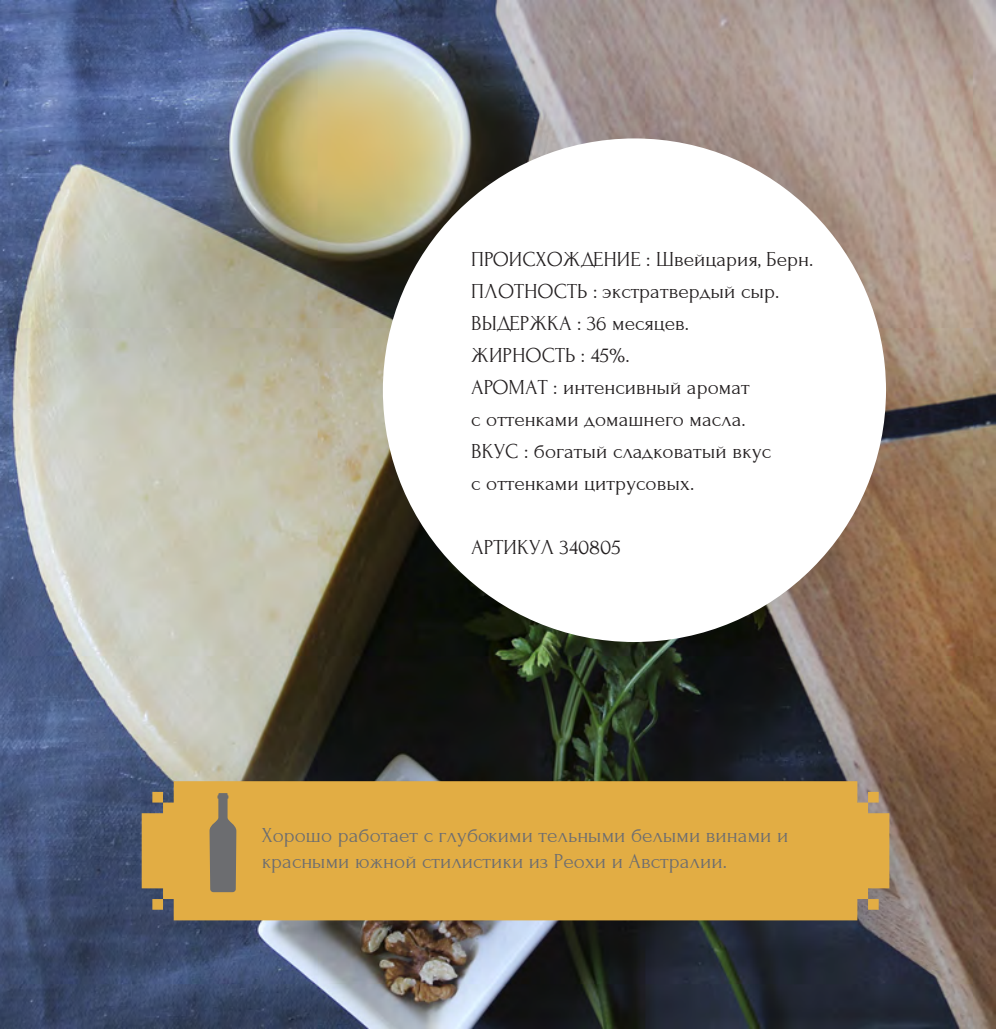 ПРОИСХОЖДЕНИЕ : Швейцария, Берн.
ПЛОТНОСТЬ : экстратвердый сыр.
ВЫДЕРЖКА : 36 месяцев.
ЖИРНОСТЬ : 45%.
АРОМАТ : интенсивный аромат
с оттенками домашнего масла.
ВКУС : богатый сладковатый вкус
с оттенками цитрусовых.
АРТИКУЛ 340805
Хорошо работает с глубокими тельными белыми винами и
красными южной стилистики из Реохи и Австралии.